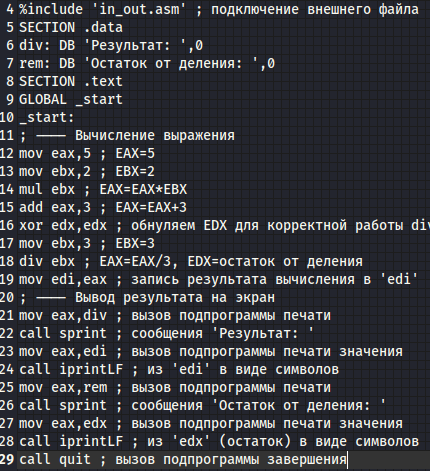 4 %include 'in_out.asm' ; подключение внешнего файла
5 SECTION .data
6 div: DB 'Результат: ',0
7 rem: DB 'Остаток от деления: ',0
8 SECTION .text
9 GLOBAL _start
10 _start:
11 ; ---- Вычисление выражения
12 mov eax,5 ; EAX=5
13 mov ebx,2 ; EBX=2
14 mul ebx ; EAX=EAX*EBX
15 add eax,3 ; EAX=EAX+3
16 xor edx,edx ; обнуляем EDX для корректной работы div
17 mov ebx,3 ; EBX=3
18 div ebx ; EAX=EAX/3, EDX=остаток от деления
19 mov edi,eax ; запись результата вычисления в 'edi'
20 ; ---- Вывод результата на экран
21 mov eax,div ; вызов подпрограммы печати
22 call sprint ; сообщения 'Результат: '
23 mov eax,edi ; вызов подпрограммы печати значения
24 call iprintLF ; из 'edi' в виде символов
25 mov eax,rem ; вызов подпрограммы печати
26 call sprint ; сообщения 'Остаток от деления: '
27 mov eax,edx ; вызов подпрограммы печати значения
28 call iprintLF ; из 'edx' (остаток) в виде символов
29 call quit ; вызов подпрограммы завершения